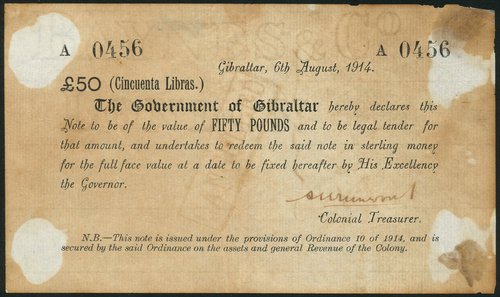 A 0456 A 0456
Gibraltar, 6th August, 1914.
£50 (Cincuenta Libras.)
The Government of Gibraltar hereby declares this
Note to be of the value of FIFTY POUNDS and to be legal tender for
that amount, and undertakes to redeem the said note in sterling money
for the full face value at a date to be fixed hereafter by His Excellency
the Governor.
Colonial Treasurer.
N.B.—This note is issued under the provisions of Ordinance 10 of 1914, and is
secured by the said Ordinance on the assets and general Revenue of the Colony.